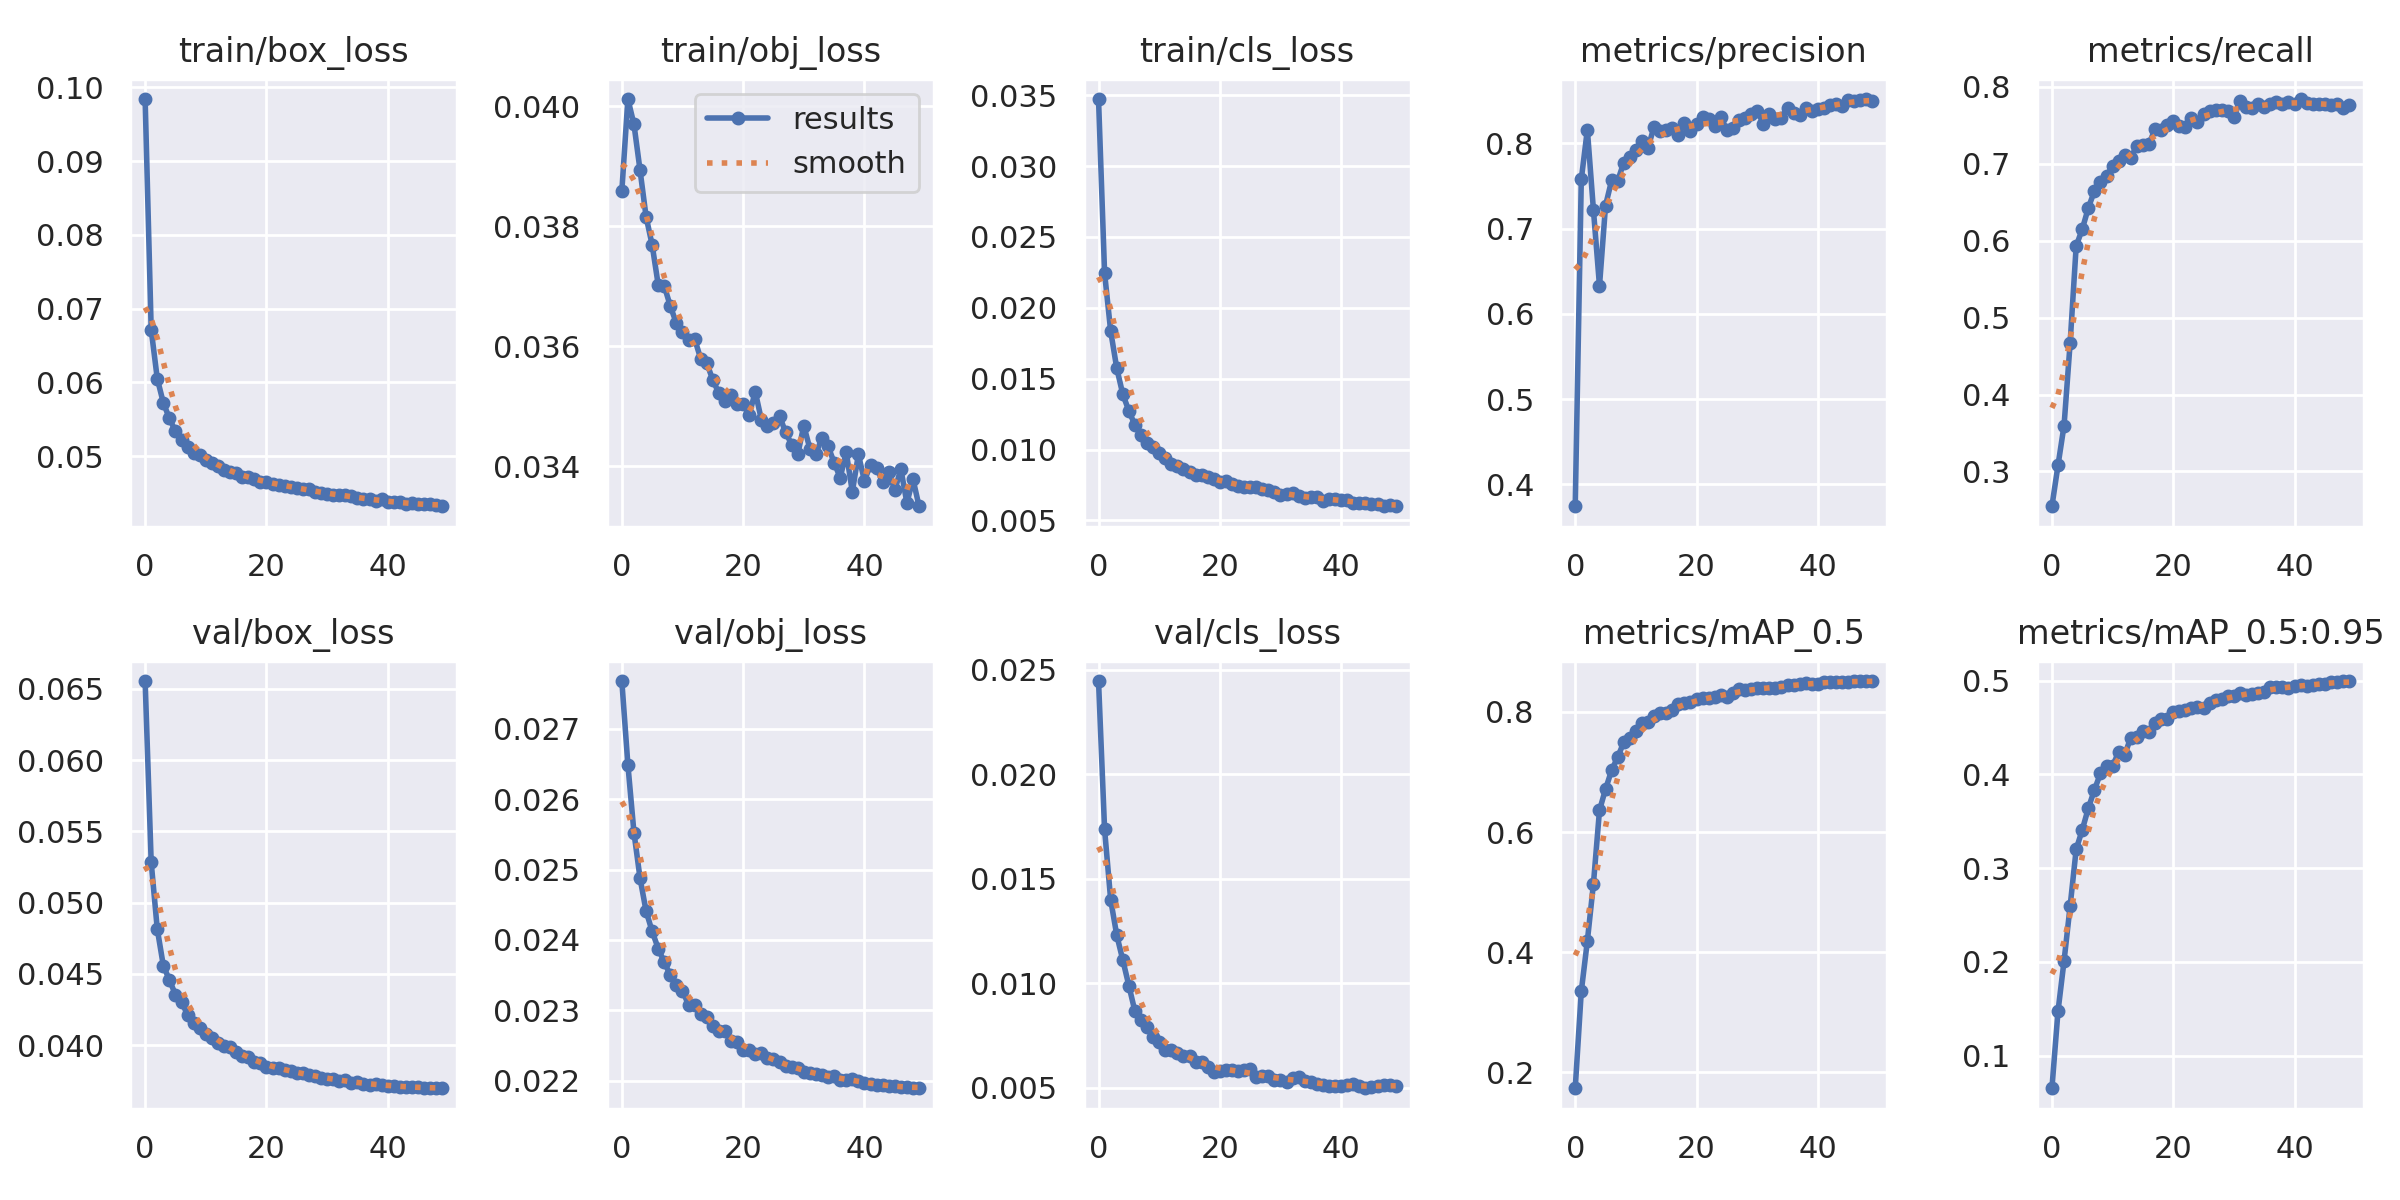 train/box_loss
0.10
0.09
0.08
0.07
0.06
0.05
0 20 40
train/obj_loss
results
smooth
0.040
0.038
0.036
0.034
0 20 40
train/cls_loss
0.035
0.030
0.025
0.020
0.015
0.010
0.005
0 20 40
metrics/precision
0.8
0.7
0.6
0.5
0.4
0 20 40
metrics/recall
0.8
0.7
0.6
0.5
0.4
0.3
0 20 40
val/box_loss
0.065
0.060
0.055
0.050
0.045
0.040
0 20 40
val/obj_loss
0.027
0.026
0.025
0.024
0.023
0.022
0 20 40
val/cls_loss
0.025
0.020
0.015
0.010
0.005
0 20 40
metrics/mAP_0.5
0.8
0.6
0.4
0.2
0 20 40
metrics/mAP_0.5:0.95
0.5
0.4
0.3
0.2
0.1
0 20 40